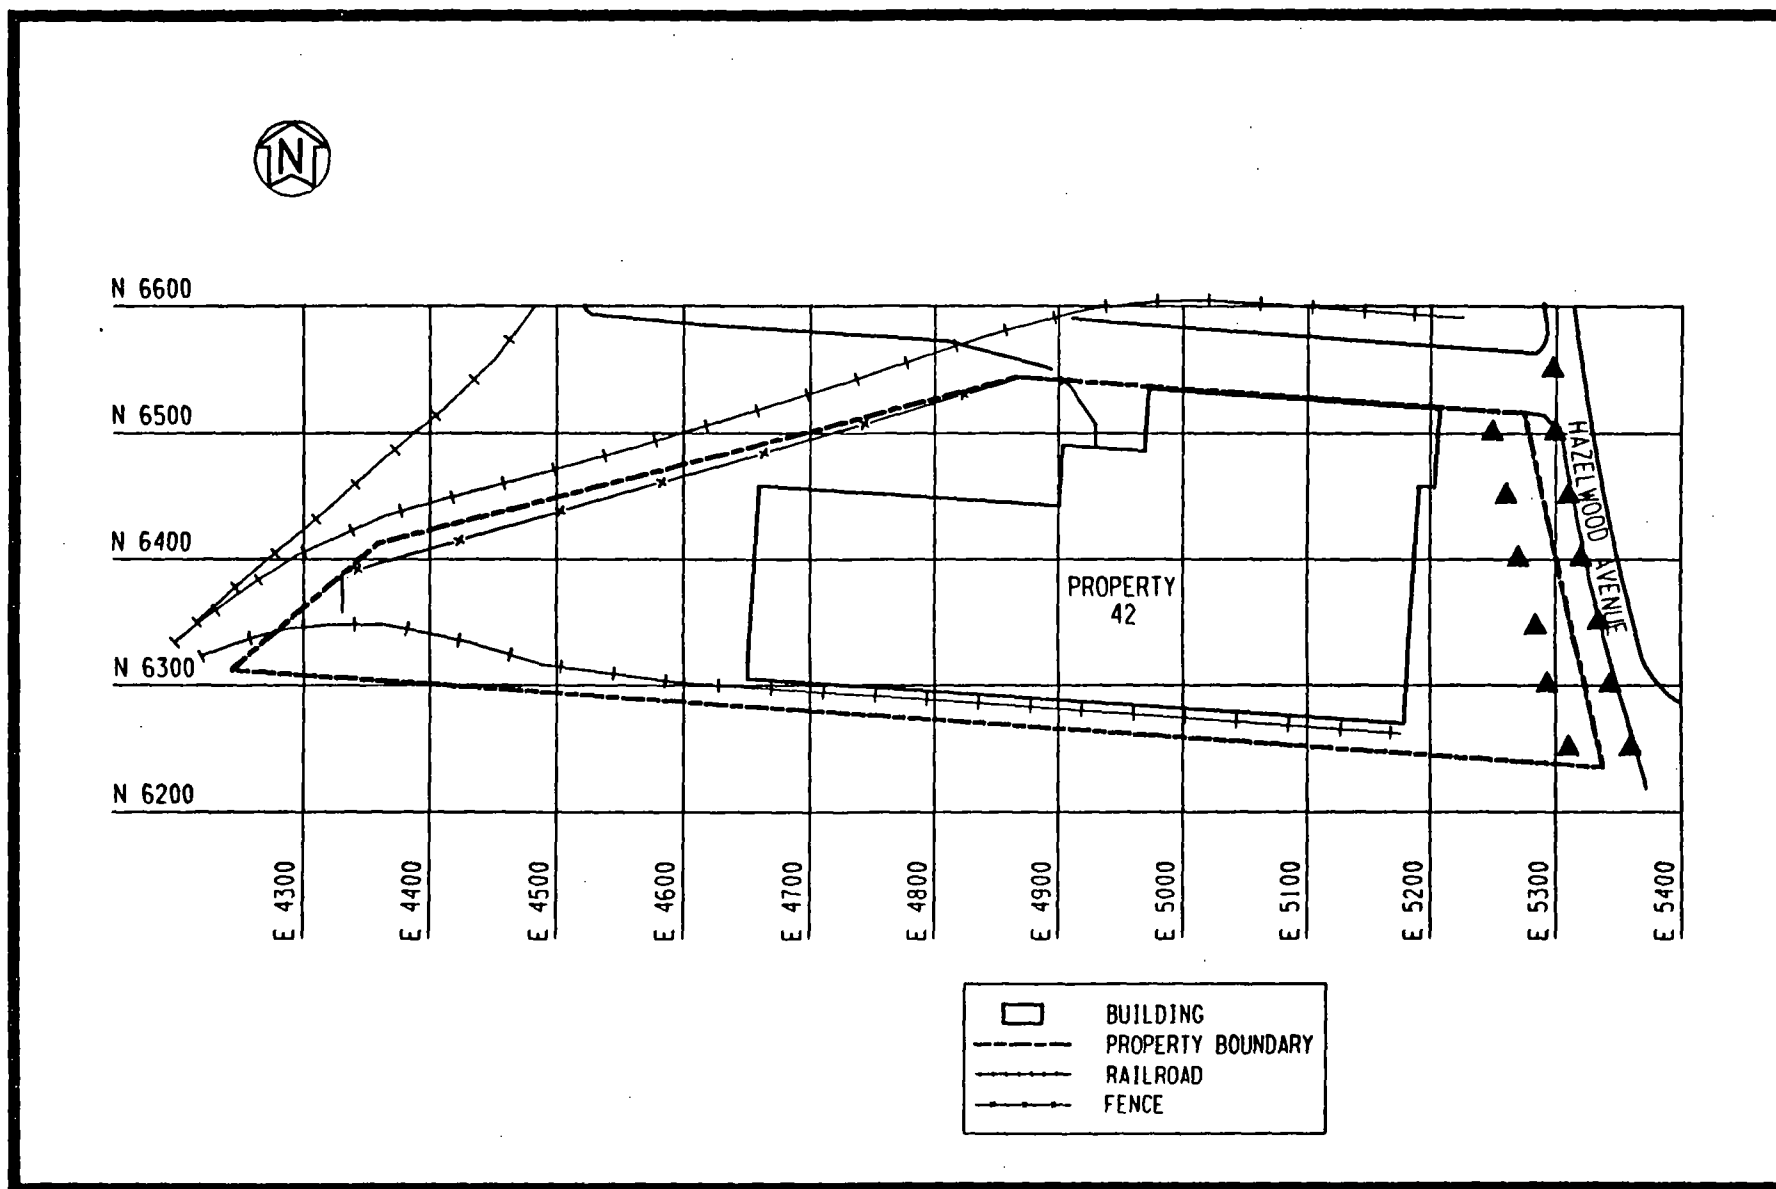 N
N 6600
N 6500
N 6400
N 6300
N 6200
HAZELWOOD AVENUE
PROPERTY
42
E 4300
E 4400
E 4500
E 4600
E 4700
E 4800
E 4900
E 5000
E 5100
E 5200
E 5300
E 5400
BUILDING
PROPERTY BOUNDARY
RAILROAD
FENCE